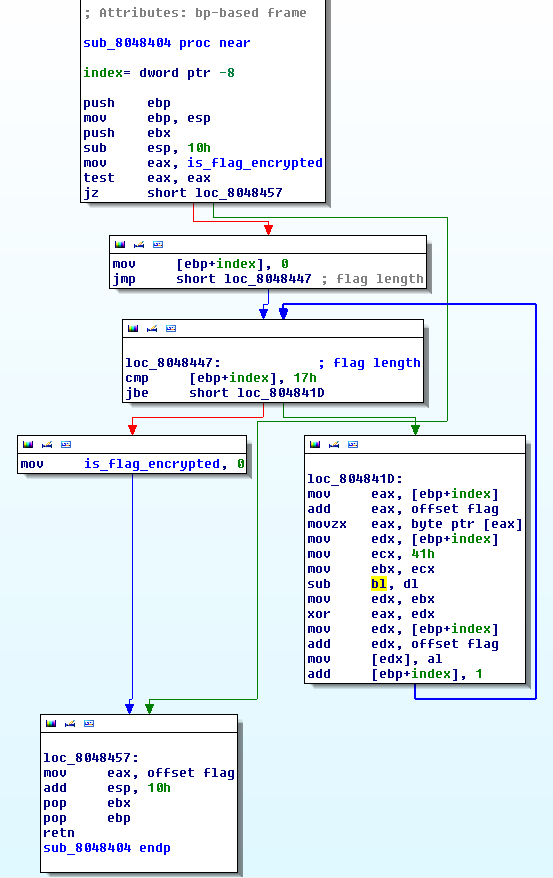 ; Attributes: bp-based frame
sub_8048404 proc near
index= dword ptr -8
push ebp
mov ebp, esp
push ebx
sub esp, 10h
mov eax, is_flag_encrypted
test eax, eax
jz short loc_8048457
mov [ebp+index], 0
jmp short loc_8048447 ; flag length
loc_8048447: ; flag length
cmp [ebp+index], 17h
jbe short loc_804841D
mov is_flag_encrypted, 0
loc_804841D:
mov eax, [ebp+index]
add eax, offset flag
movzx eax, byte ptr [eax]
mov edx, [ebp+index]
mov ecx, 41h
mov ebx, ecx
sub bl, dl
mov edx, ebx
xor eax, edx
mov edx, [ebp+index]
add edx, offset flag
mov [edx], al
add [ebp+index], 1
loc_8048457:
mov eax, offset flag
add esp, 10h
pop ebx
pop ebp
retn
sub_8048404 endp